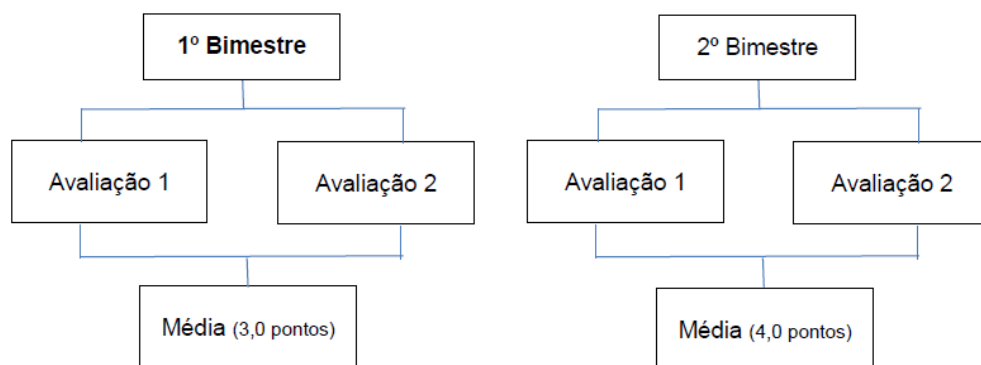 1º Bimestre
Avaliação 1
Avaliação 2
Média (3,0 pontos)
2º Bimestre
Avaliação 1
Avaliação 2
Média (4,0 pontos)